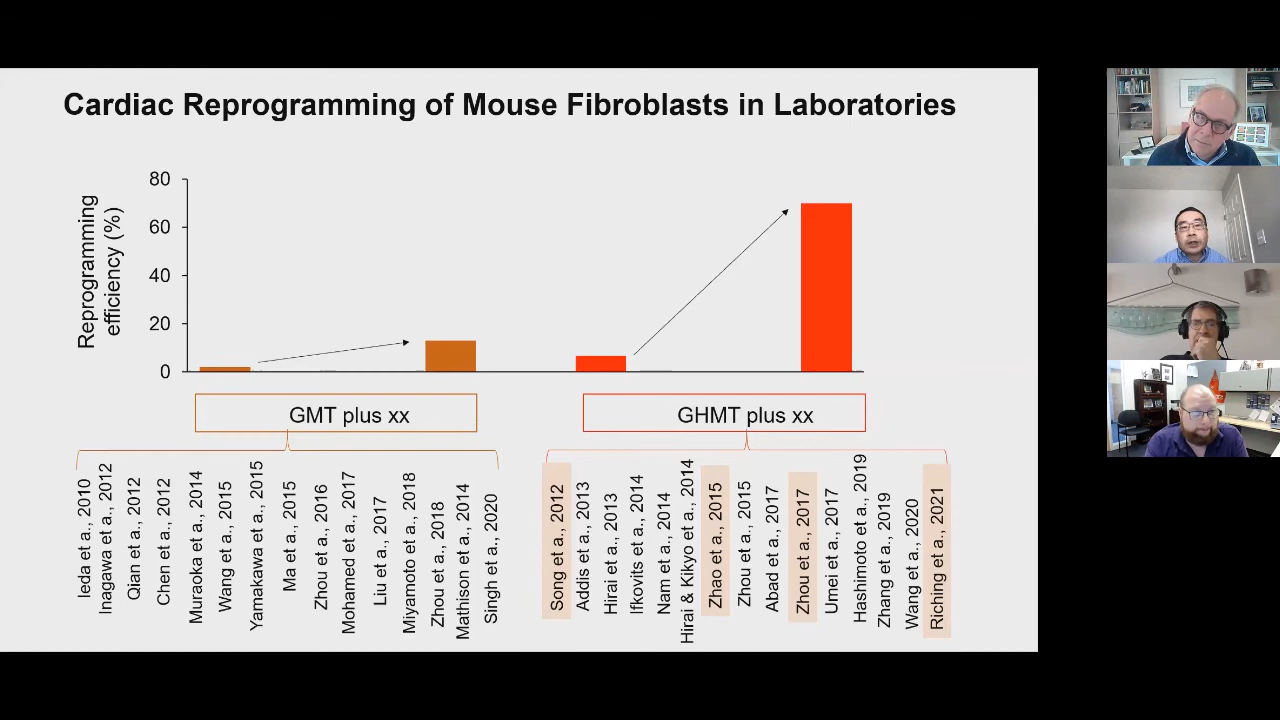 Cardiac Reprogramming of Mouse Fibroblasts in Laboratories
Reprogramming
efficiency (%)
80
60
40
20
0
GMT plus xx
GHMT plus xx
Ieda et a., 2010
Inagawa et a., 2012
Qian et a., 2012
Chen et a., 2012
Muraoka et a., 2014
Wang et a., 2015
Yamakawa et a., 2015
Ma et a., 2015
Zhou et a., 2016
Mohamed et a., 2017
Liu et a., 2017
Miyamoto et a., 2018
Zhou et a., 2018
Mathison et a., 2014
Singh et a., 2020
Song et a., 2012
Addis et a., 2013
Hirai et a., 2013
Ifkovits et a., 2014
Nam et a., 2014
Hirai & Kikyo et a., 2014
Zhao et a., 2015
Zhou et a., 2015
Abad et a., 2017
Zhou et a., 2017
Umei et a., 2017
Hashimoto et a., 2019
Zhang et a., 2019
Wang et a., 2020
Riching et a., 2021